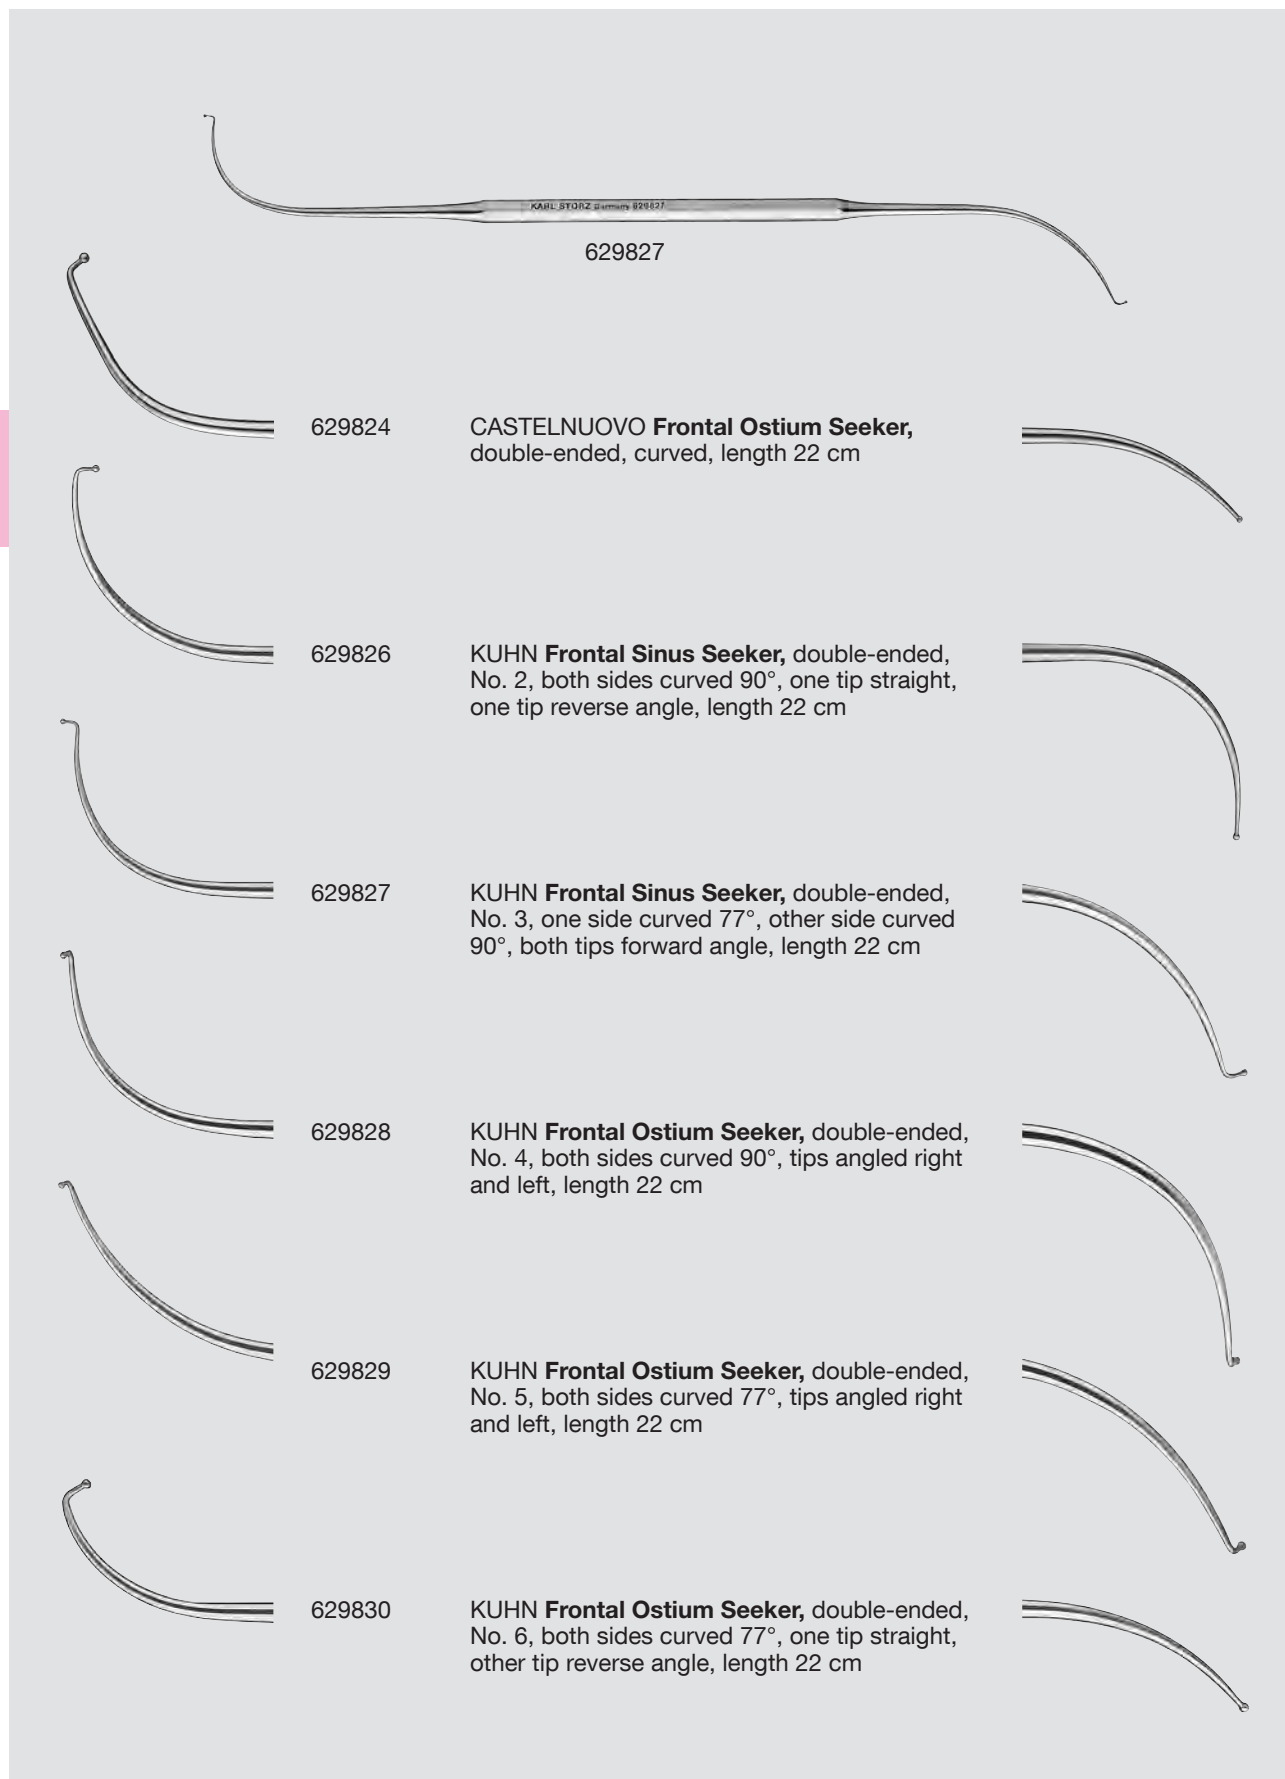 KARL STORZ Germany 629827
629827
629824
CASTELNUOVO Frontal Ostium Seeker,
double-ended, curved, length 22 cm
629826
KUHN Frontal Sinus Seeker, double-ended,
No. 2, both sides curved 90°, one tip straight,
one tip reverse angle, length 22 cm
629827
KUHN Frontal Sinus Seeker, double-ended,
No. 3, one side curved 77°, other side curved
90°, both tips forward angle, length 22 cm
629828
KUHN Frontal Ostium Seeker, double-ended,
No. 4, both sides curved 90°, tips angled right
and left, length 22 cm
629829
KUHN Frontal Ostium Seeker, double-ended,
No. 5, both sides curved 77°, tips angled right
and left, length 22 cm
629830
KUHN Frontal Ostium Seeker, double-ended,
No. 6, both sides curved 77°, one tip straight,
other tip reverse angle, length 22 cm